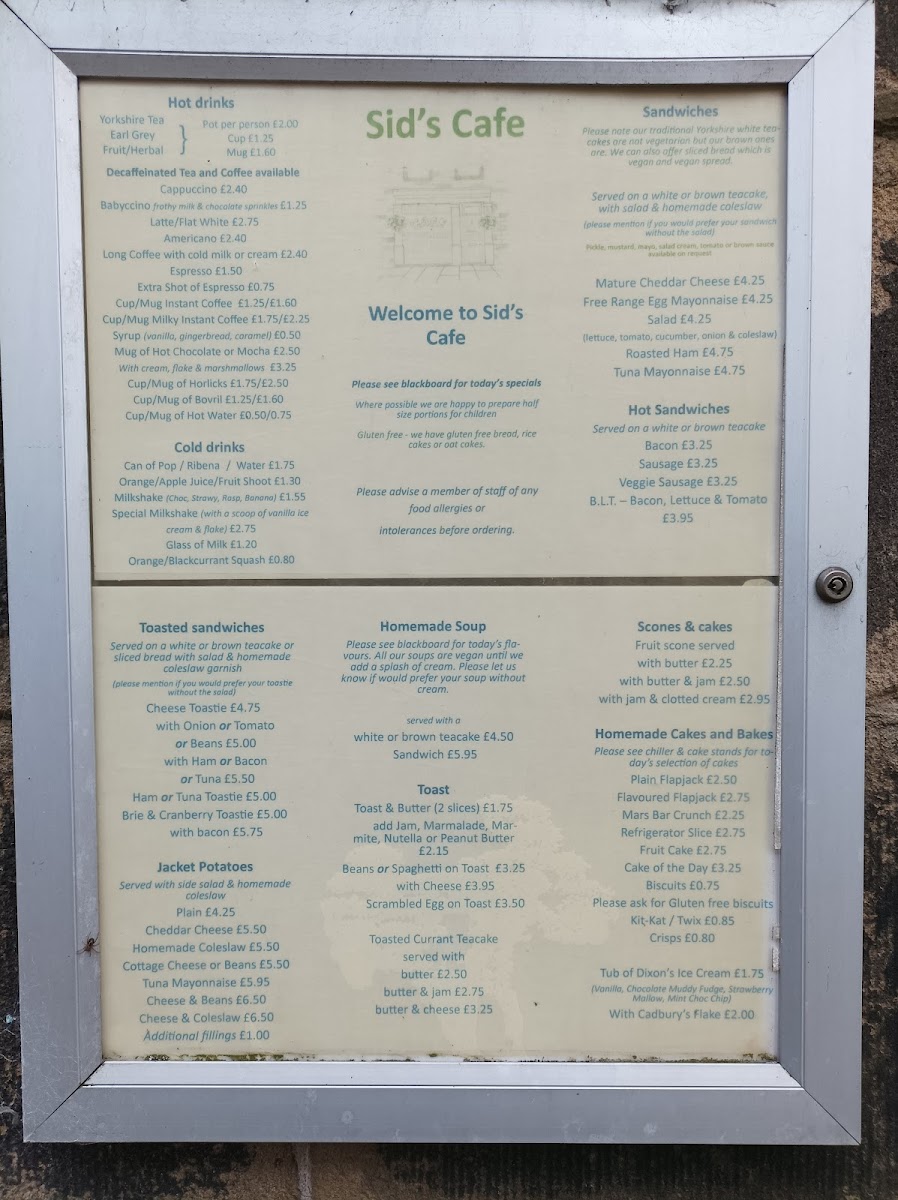 Hot drinks
Yorkshire Tea
Earl Grey
Fruit/Herbal
Pot per person £2.00
Cup £1.25
Mug £1.60
Decaffeinated Tea and Coffee available
Cappuccino £2.40
Babyccino frothy milk & chocolate sprinkles £1.25
Latte/Flat White £2.75
Americano £2.40
Long Coffee with cold milk or cream £2.40
Espresso £1.50
Extra Shot of Espresso £0.75
Cup/Mug Instant Coffee £1.25/£1.60
Cup/Mug Milky Instant Coffee £1.75/£2.25
Syrup (vanilla, gingerbread, caramel) £0.50
Mug of Hot Chocolate or Mocha £2.50
With cream, flake & marshmallows £3.25
Cup/Mug of Horlicks £1.75/£2.50
Cup/Mug of Bovril £1.25/£1.60
Cup/Mug of Hot Water £0.50/0.75
Cold drinks
Can of Pop / Ribena / Water £1.75
Orange/Apple Juice/Fruit Shoot £1.30
Milkshake (Choc, Strawy, Rasp, Banana) £1.55
Special Milkshake (with a scoop of vanilla ice
cream & flake) £2.75
Glass of Milk £1.20
Orange/Blackcurrant Squash £0.80
Sid's Cafe
Welcome to Sid's
Cafe
Please see blackboard for today's specials
Where possible we are happy to prepare half
size portions for children
Gluten free - we have gluten free bread, rice
cakes or oat cakes.
Please advise a member of staff of any
food allergies or
intolerances before ordering.
Sandwiches
Please note our traditional Yorkshire white tea-
cakes are not vegetarian but our brown ones
are. We can also offer sliced bread which is
vegan and vegan spread.
Served on a white or brown teacake,
with salad & homemade coleslaw
(please mention if you would prefer your sandwich
without the salad)
Pickle, mustard, mayo, salad cream, tomato or brown sauce
available on request
Mature Cheddar Cheese £4.25
Free Range Egg Mayonnaise £4.25
Salad £4.25
(lettuce, tomato, cucumber, onion & coleslaw)
Roasted Ham £4.75
Tuna Mayonnaise £4.75
Hot Sandwiches
Served on a white or brown teacake
Bacon £3.25
Sausage £3.25
Veggie Sausage £3.25
B.L.T. – Bacon, Lettuce & Tomato
£3.95
Toasted sandwiches
Served on a white or brown teacake or
sliced bread with salad & homemade
coleslaw garnish
(please mention if you would prefer your toastie
without the salad)
Cheese Toastie £4.75
with Onion or Tomato
or Beans £5.00
with Ham or Bacon
or Tuna £5.50
Ham or Tuna Toastie £5.00
Brie & Cranberry Toastie £5.00
with bacon £5.75
Jacket Potatoes
Served with side salad & homemade
coleslaw
Plain £4.25
Cheddar Cheese £5.50
Homemade Coleslaw £5.50
Cottage Cheese or Beans £5.50
Tuna Mayonnaise £5.95
Cheese & Beans £6.50
Cheese & Coleslaw £6.50
Additional fillings £1.00
Homemade Soup
Please see blackboard for today's fla-
vours. All our soups are vegan until we
add a splash of cream. Please let us
know if would prefer your soup without
cream.
served with a
white or brown teacake £4.50
Sandwich £5.95
Toast
Toast & Butter (2 slices) £1.75
add Jam, Marmalade, Mar-
mite, Nutella or Peanut Butter
£2.15
Beans or Spaghetti on Toast £3.25
with Cheese £3.95
Scrambled Egg on Toast £3.50
Toasted Currant Teacake
served with
butter £2.50
butter & jam £2.75
butter & cheese £3.25
Scones & cakes
Fruit scone served
with butter £2.25
with butter & jam £2.50
with jam & clotted cream £2.95
Homemade Cakes and Bakes
Please see chiller & cake stands for to-
day's selection of cakes
Plain Flapjack £2.50
Flavoured Flapjack £2.75
Mars Bar Crunch £2.25
Refrigerator Slice £2.75
Fruit Cake £2.75
Cake of the Day £3.25
Biscuits £0.75
Please ask for Gluten free biscuits
Kit-Kat / Twix £0.85
Crisps £0.80
Tub of Dixon's Ice Cream £1.75
(Vanilla, Chocolate Muddy Fudge, Strawberry
Mallow, Mint Choc Chip)
With Cadbury's Flake £2.00